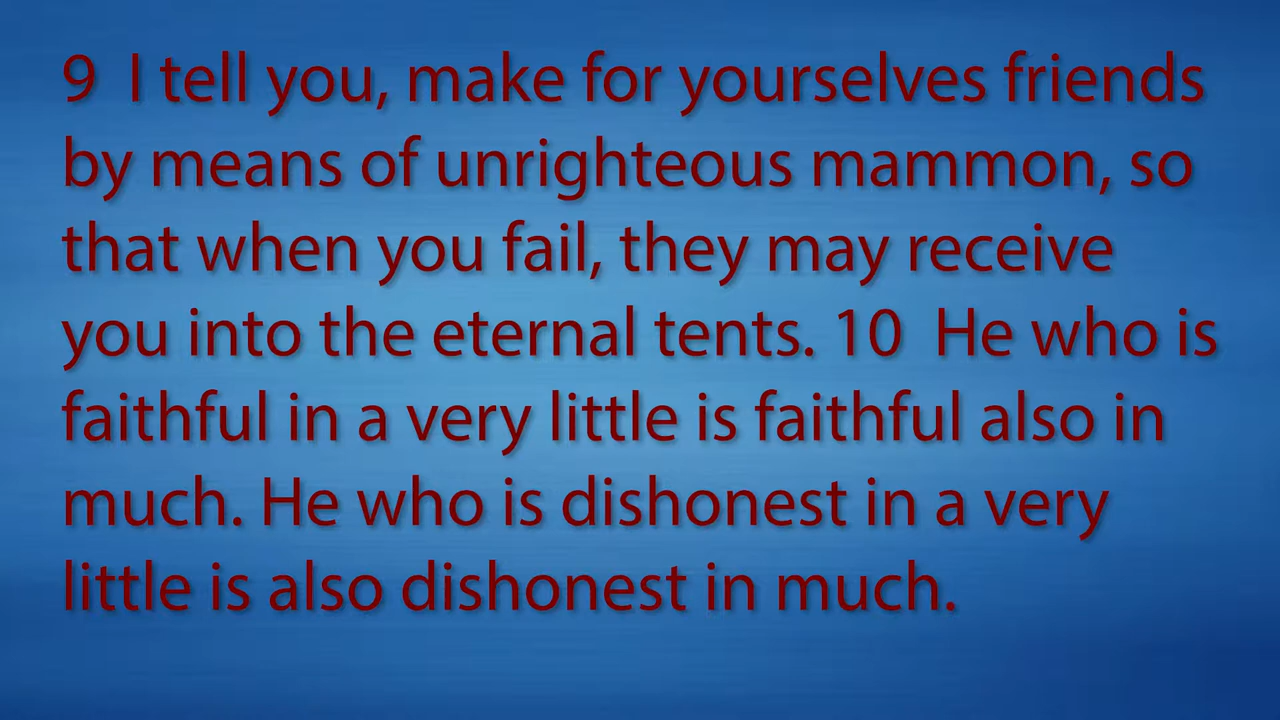 9  I tell you, make for yourselves friends
by means of unrighteous mammon, so
that when you fail, they may receive
you into the eternal tents. 10  He who is
faithful in a very little is faithful also in
much. He who is dishonest in a very
little is also dishonest in much.